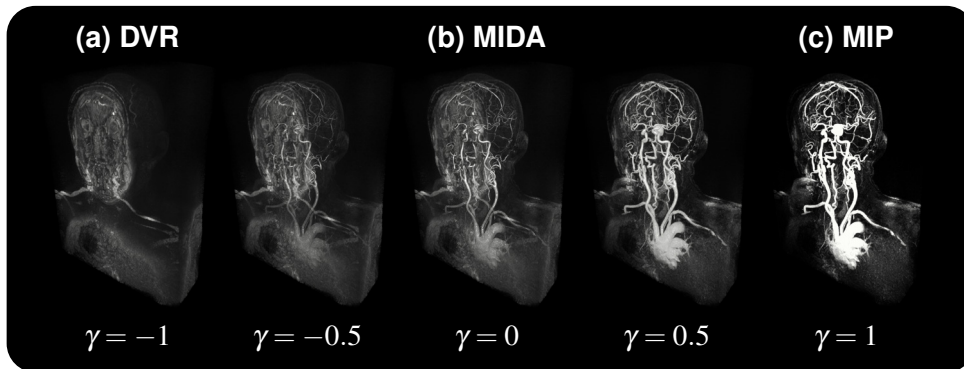 (a) DVR (b) MIDA (c) MIP
γ = −1 γ = −0.5 γ = 0 γ = 0.5 γ = 1